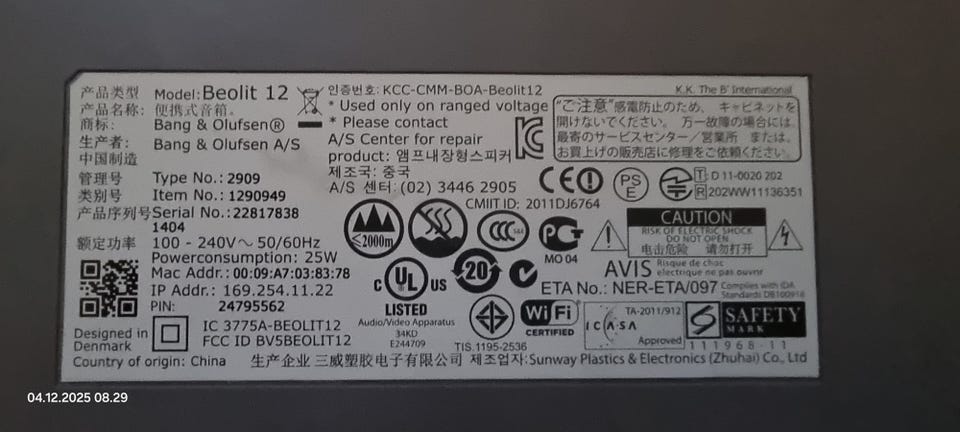 产品类型 Model: Beolit 12
产品名称: 便携式音箱。
商标: Bang & Olufsen®
生产者: Bang & Olufsen A/S
中国制造
管理号 Type No.: 2909
类别号 Item No.: 1290949
产品序列号 Serial No.: 22817838
1404
额定功率 100 - 240V～ 50/60Hz
Powerconsumption: 25W
Mac Addr.: 00:09:A7:03:83:78
IP Addr.: 169.254.11.22
PIN: 24795562
Designed in
Denmark
IC 3775A-BEOLIT12
FCC ID BV5BEOLIT12
Country of origin: China
인증번호: KCC-CMM-BOA-Beolit12
* Used only on ranged voltage
* Please contact
A/S Center for repair
product: 앰프내장형스피커
제조국: 중국
A/S 센터: (02) 3446 2905
K.K. The B' International
"ご注意"感電防止のため、 キャビネットを
開けないでください。 万一故障の場合には、
最寄のサービスセンター／営業所 または、
お買上げの販売店に修理をご依頼ください。
CMIIT ID: 2011DJ6764
CE
PS
E
T: D 11-0020 202
R 202WW11136351
≤2000m
CCC
S&E
PG
MO 04
CAUTION
RISK OF ELECTRIC SHOCK
DO NOT OPEN
电击危险 请勿打开
AVIS Risque de choc
electrique ne pas ouvrir
C UL US
LISTED
Audio/Video Apparatus
34KD
E244709
20
ETA No.: NER-ETA/097
Complies with IDA
Standards DB100918
TIS.1195-2536
Wi Fi
CERTIFIED
ICASA
TA-2011/912
Approved
S SAFETY
MARK
111968-11
生产企业 三威塑胶电子有限公司 제조업자: Sunway Plastics & Electronics (Zhuhai) Co., Ltd
04.12.2025 08.29